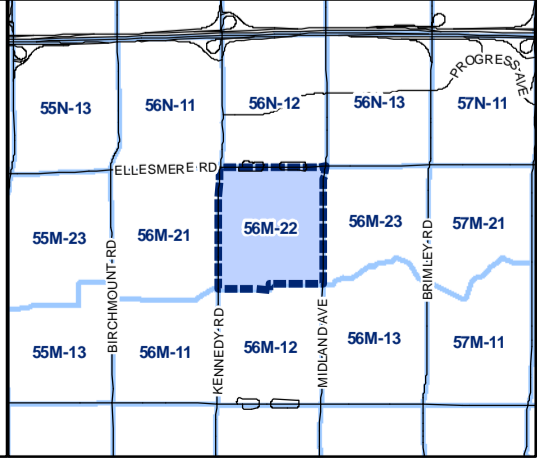 PROGRESS AVE
55N-13
56N-11
56N-12
56N-13
57N-11
ELLESMERE RD
55M-23
56M-21
56M-22
56M-23
57M-21
BIRCHMOUNT RD
KENNEDY RD
MIDLAND AVE
BRIMLEY RD
55M-13
56M-11
56M-12
56M-13
57M-11